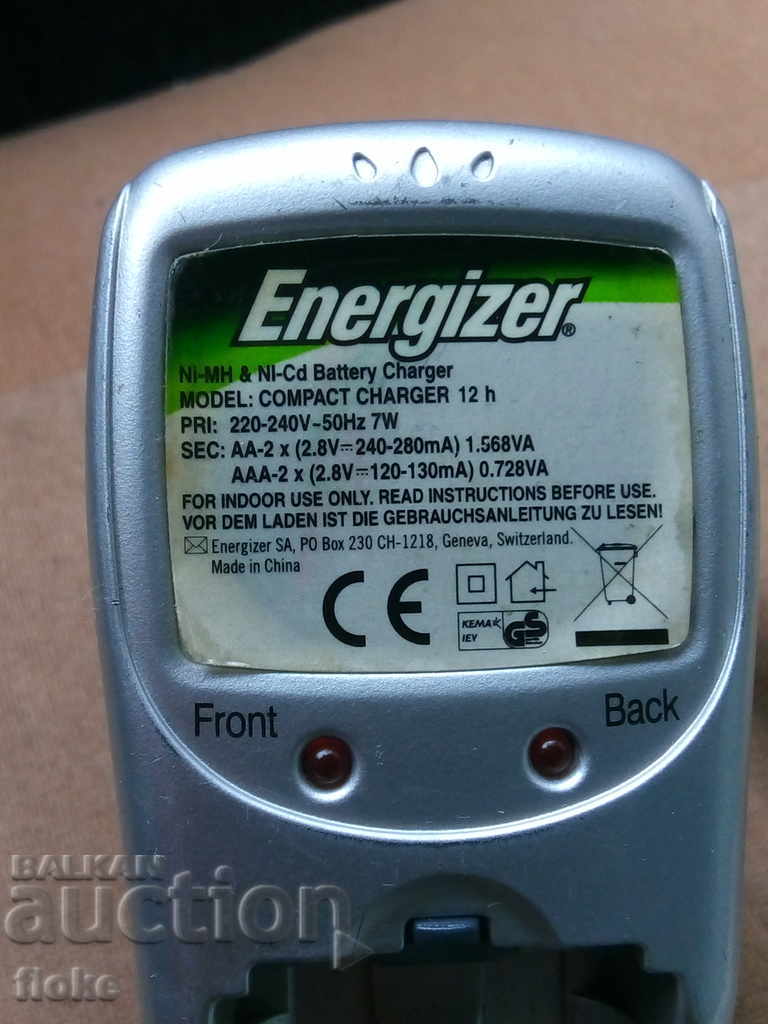 Energizer®
Ni-MH & NI-Cd Battery Charger
MODEL: COMPACT CHARGER 12 h
PRI: 220-240V~50Hz 7W
SEC: AA-2 x (2.8V⎓240-280mA) 1.568VA
AAA-2 x (2.8V⎓120-130mA) 0.728VA
FOR INDOOR USE ONLY. READ INSTRUCTIONS BEFORE USE.
VOR DEM LADEN IST DIE GEBRAUCHSANLEITUNG ZU LESEN!
Energizer SA, PO Box 230 CH-1218, Geneva, Switzerland.
Made in China
CE
KEMA
IEV
GS
Front
Back
BALKAN
auction
fioke